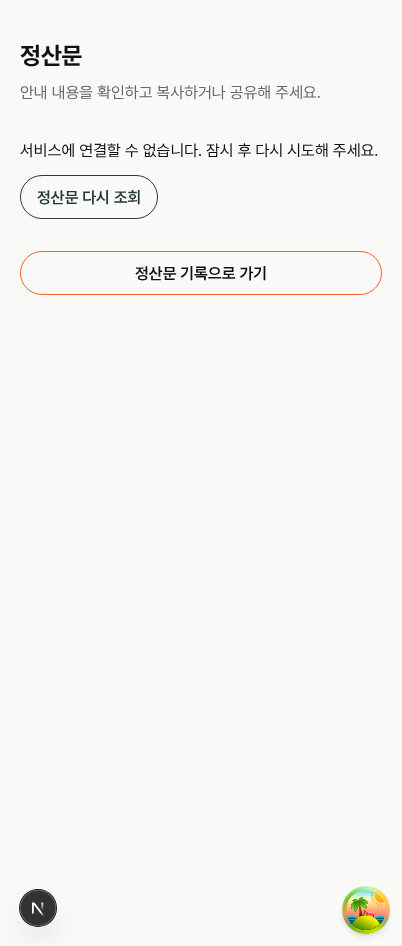 정산문
안내 내용을 확인하고 복사하거나 공유해 주세요.
서비스에 연결할 수 없습니다. 잠시 후 다시 시도해 주세요.
정산문 다시 조회
정산문 기록으로 가기
N